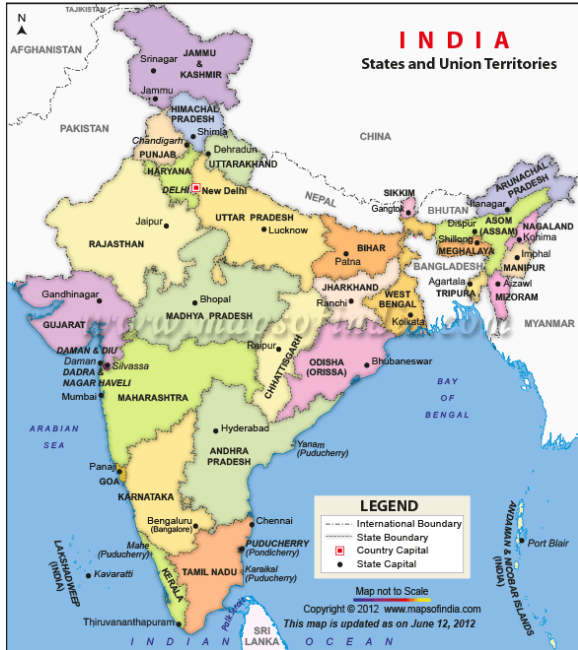 TAJIKISTAN
N
INDIA
States and Union Territories
AFGHANISTAN
JAMMU
&
KASHMIR
Srinagar
Jammu
PAKISTAN
CHINA
HIMACHAL
PRADESH
Shimla
Chandigarh
PUNJAB
Dehradun
UTTARAKHAND
HARYANA
DELHI
New Delhi
NEPAL
SIKKIM
Gangtok
BHUTAN
ARUNACHAL
PRADESH
Itanagar
Dispur
ASOM
(ASSAM)
NAGALAND
Kohima
Shillong
MEGHALAYA
Imphal
MANIPUR
BANGLADESH
Agartala
TRIPURA
Aizawl
MIZORAM
MYANMAR
Jaipur
RAJASTHAN
UTTAR PRADESH
Lucknow
BIHAR
Patna
JHARKHAND
Ranchi
WEST
BENGAL
Kolkata
Gandhinagar
GUJARAT
Bhopal
MADHYA PRADESH
www.mapsofindia.com
Raipur
CHHATTISGARH
ODISHA
(ORISSA)
Bhubaneswar
DAMAN & DIU
Daman
Silvassa
DADRA &
NAGAR HAVELI
Mumbai
MAHARASHTRA
ARABIAN
SEA
BAY
OF
BENGAL
Hyderabad
ANDHRA
PRADESH
Yanam
(Puducherry)
Panaji
GOA
KARNATAKA
Bengaluru
(Bangalore)
Chennai
Mahe
(Puducherry)
PUDUCHERRY
(Pondicherry)
Karaikal
(Puducherry)
TAMIL NADU
KERALA
LAKSHADWEEP
(INDIA)
Kavaratti
Thiruvananthapuram
Palk Strait
SRI
LANKA
INDIAN OCEAN
ANDAMAN & NICOBAR ISLANDS
(INDIA)
Port Blair
LEGEND
International Boundary
State Boundary
Country Capital
State Capital
Map not to Scale
Copyright © 2012 www.mapsofindia.com
This map is updated as on June 12, 2012